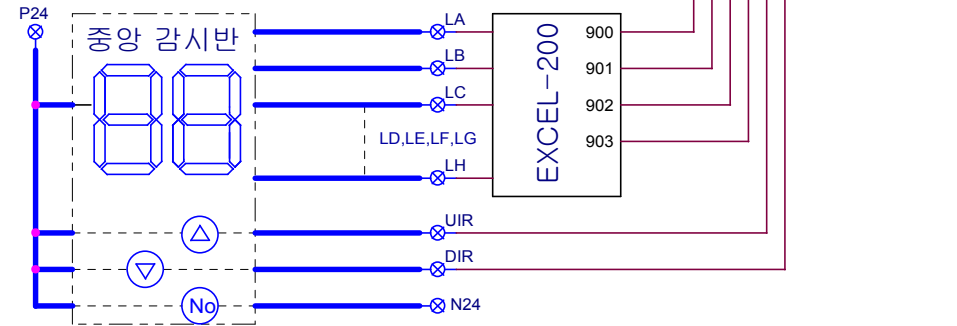 P24
중앙 감시반
LA
LB
LC
LD,LE,LF,LG
LH
EXCEL-200
900
901
902
903
UIR
DIR
No
N24